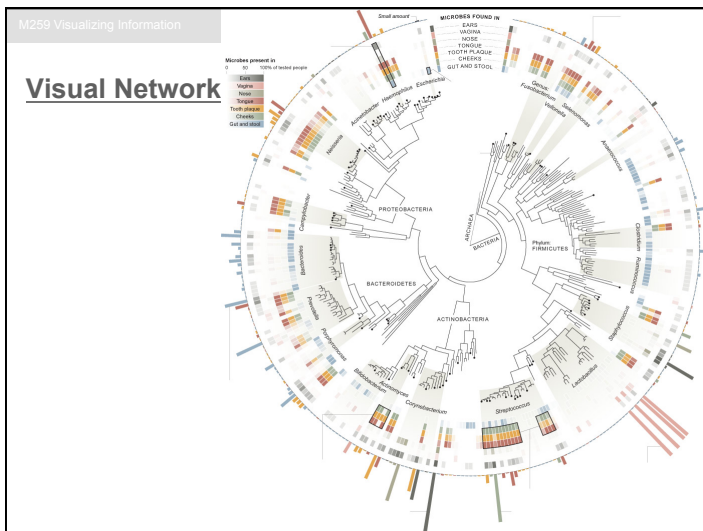 M259 Visualizing Information
Visual Network
Small amount
MICROBES FOUND IN
EARS
VAGINA
NOSE
TONGUE
TOOTH PLAQUE
CHEEKS
GUT AND STOOL
Microbes present in
0 50 100% of tested people
Ears
Vagina
Nose
Tongue
Tooth plaque
Cheeks
Gut and stool
Acinetobacter
Haemophilus
Escherichia
Genus:
Fusobacterium
Veillonella
Selenomonas
Neisseria
Anaerococcus
Campylobacter
PROTEOBACTERIA
ARCHAEA
BACTERIA
Phylum:
FIRMICUTES
Clostridium
Bacteroides
Ruminococcus
BACTEROIDETES
Prevotella
ACTINOBACTERIA
Porphyromonas
Staphylococcus
Bifidobacterium
Actinomyces
Corynebacterium
Streptococcus
Lactobacillus